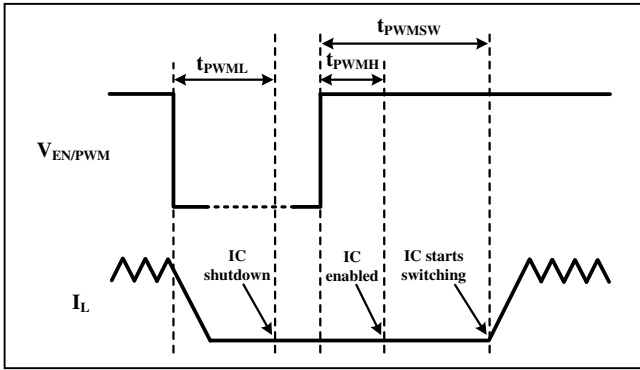 tPWMSW
tPWML
tPWMH
VEN/PWM
IC
shutdown
IC
enabled
IC starts
switching
IL